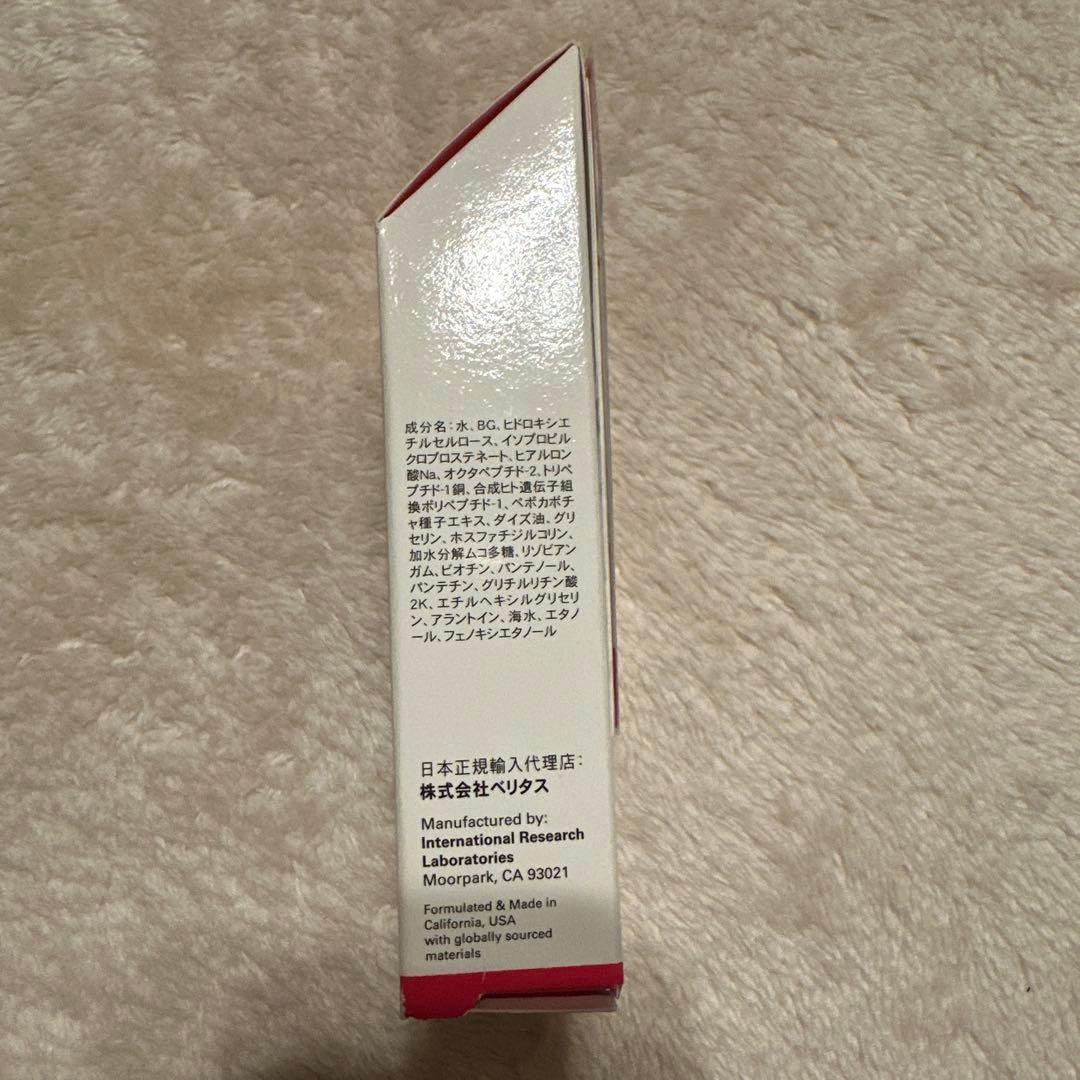 成分名:水、BG、ヒドロキシエ
チルセルロース、イソプロピル
クロプロステネート、ヒアルロン
酸Na、オクタペプチド-2、トリペ
プチド-1銅、合成ヒト遺伝子組
換ポリペプチド-1、ペポカボチ
ャ種子エキス、ダイズ油、グリ
セリン、ホスファチジルコリン、
加水分解ムコ多糖、リゾビアン
ガム、ビオチン、パンテノール、
パンテチン、グリチルリチン酸
2K、エチルヘキシルグリセリ
ン、アラントイン、海水、エタノ
ール、フェノキシエタノール
日本正規輸入代理店:
株式会社ベリタス
Manufactured by:
International Research
Laboratories
Moorpark, CA 93021
Formulated & Made in
California, USA
with globally sourced
materials